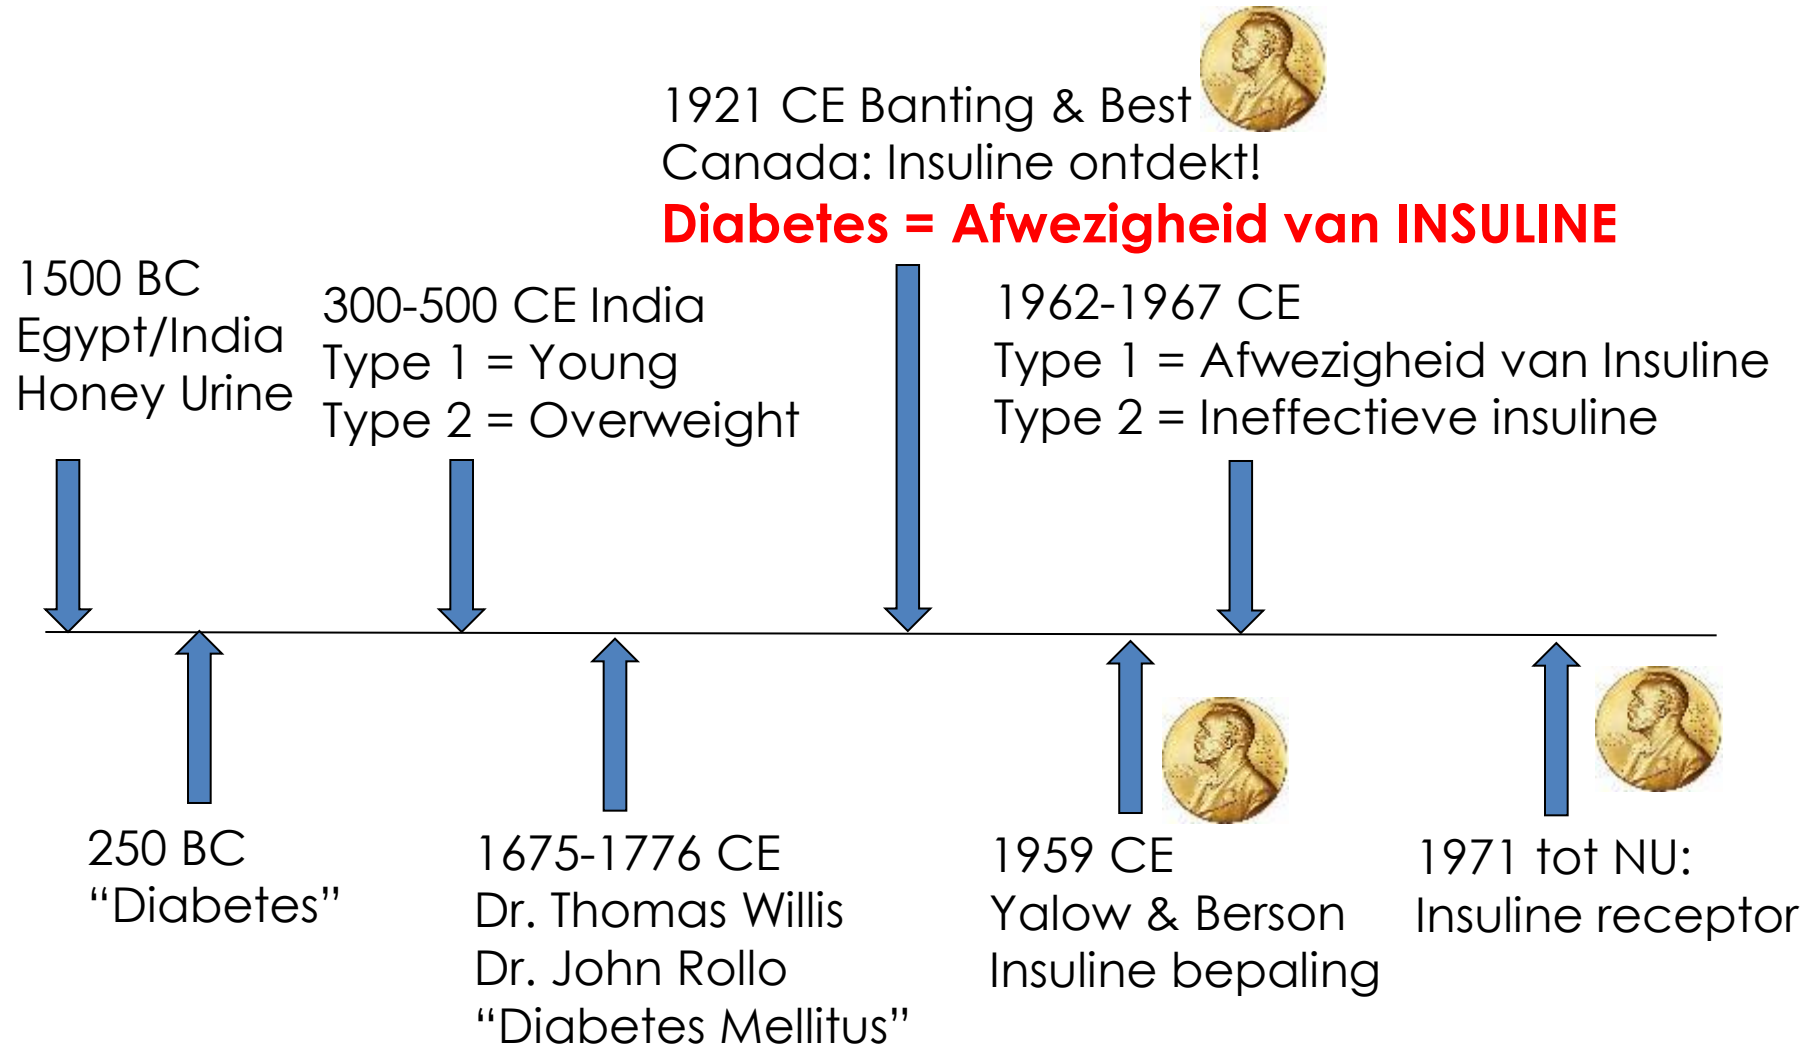 1921 CE Banting & Best
Canada: Insuline ontdekt!
Diabetes = Afwezigheid van INSULINE
1500 BC
Egypt/India
Honey Urine
300-500 CE India
Type 1 = Young
Type 2 = Overweight
1962-1967 CE
Type 1 = Afwezigheid van Insuline
Type 2 = Ineffectieve insuline
250 BC
“Diabetes”
1675-1776 CE
Dr. Thomas Willis
Dr. John Rollo
“Diabetes Mellitus”
1959 CE
Yalow & Berson
Insuline bepaling
1971 tot NU:
Insuline receptor